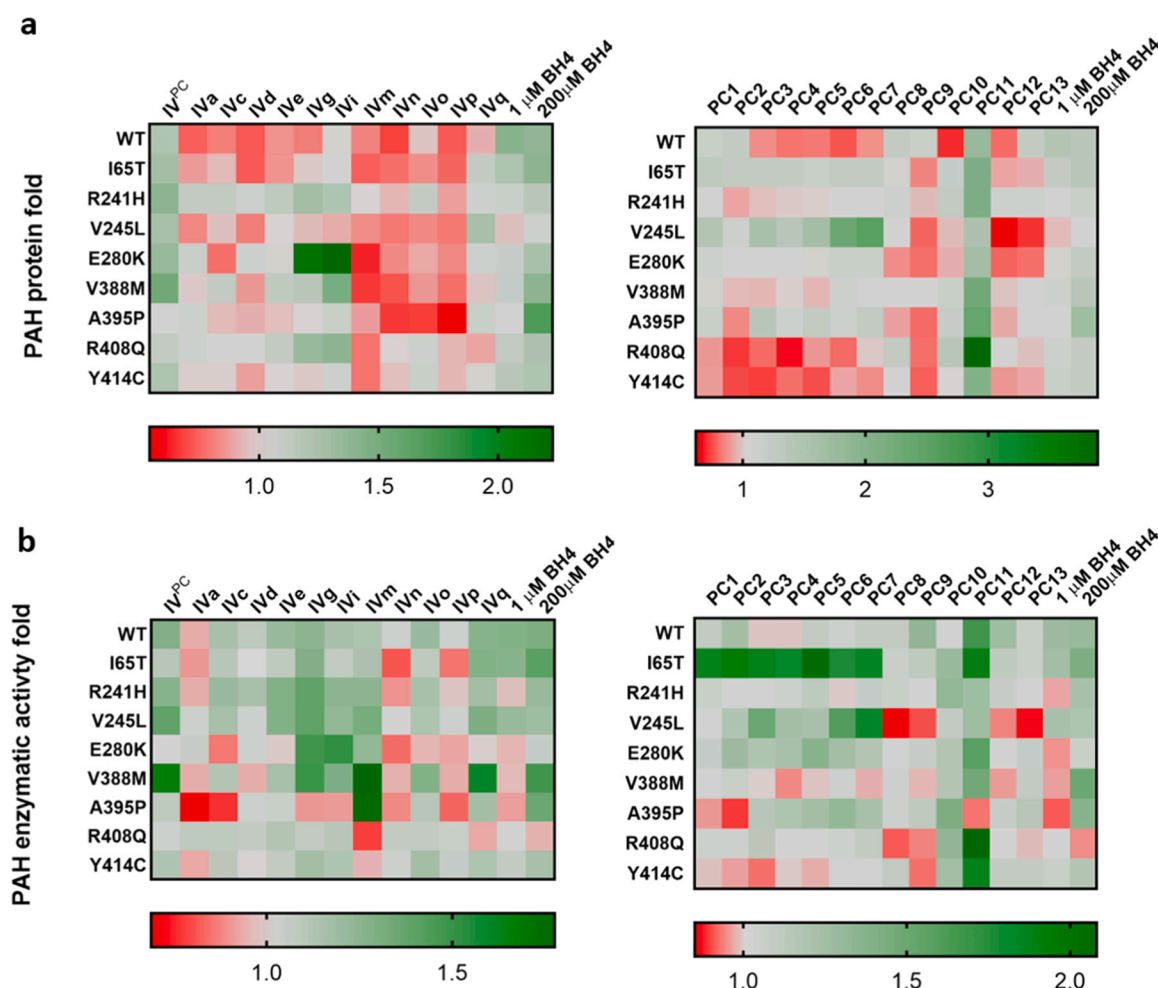 a
IVPC IVa IVc IVd IVe IVg IVi IVm IVn IVo IVp IVq 1 μM BH4 200μM BH4
PC1 PC2 PC3 PC4 PC5 PC6 PC7 PC8 PC9 PC10 PC11 PC12 PC13 1 μM BH4 200μM BH4
PAH protein fold
WT
I65T
R241H
V245L
E280K
V388M
A395P
R408Q
Y414C
1.0 1.5 2.0
WT
I65T
R241H
V245L
E280K
V388M
A395P
R408Q
Y414C
1 2 3
b
IVPC IVa IVc IVd IVe IVg IVi IVm IVn IVo IVp IVq 1 μM BH4 200μM BH4
PC1 PC2 PC3 PC4 PC5 PC6 PC7 PC8 PC9 PC10 PC11 PC12 PC13 1 μM BH4 200μM BH4
PAH enzymatic activty fold
WT
I65T
R241H
V245L
E280K
V388M
A395P
R408Q
Y414C
1.0 1.5
WT
I65T
R241H
V245L
E280K
V388M
A395P
R408Q
Y414C
1.0 1.5 2.0